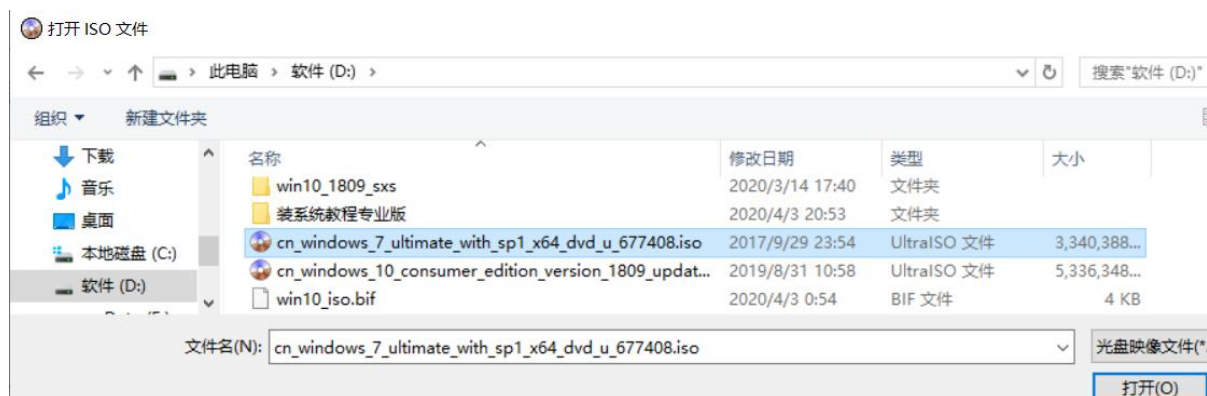 打开 ISO 文件
此电脑 › 软件 (D:) ›
搜索"软件 (D:)"
组织 新建文件夹
下载
音乐
桌面
本地磁盘 (C:)
软件 (D:)
名称 修改日期 类型 大小
win10_1809_sxs 2020/3/14 17:40 文件夹
装系统教程专业版 2020/4/3 20:53 文件夹
cn_windows_7_ultimate_with_sp1_x64_dvd_u_677408.iso 2017/9/29 23:54 UltraISO 文件 3,340,388...
cn_windows_10_consumer_edition_version_1809_updat... 2019/8/31 10:58 UltraISO 文件 5,336,348...
win10_iso.bif 2020/4/3 0:54 BIF 文件 4 KB
文件名(N): cn_windows_7_ultimate_with_sp1_x64_dvd_u_677408.iso
光盘映像文件(*.
打开(O)